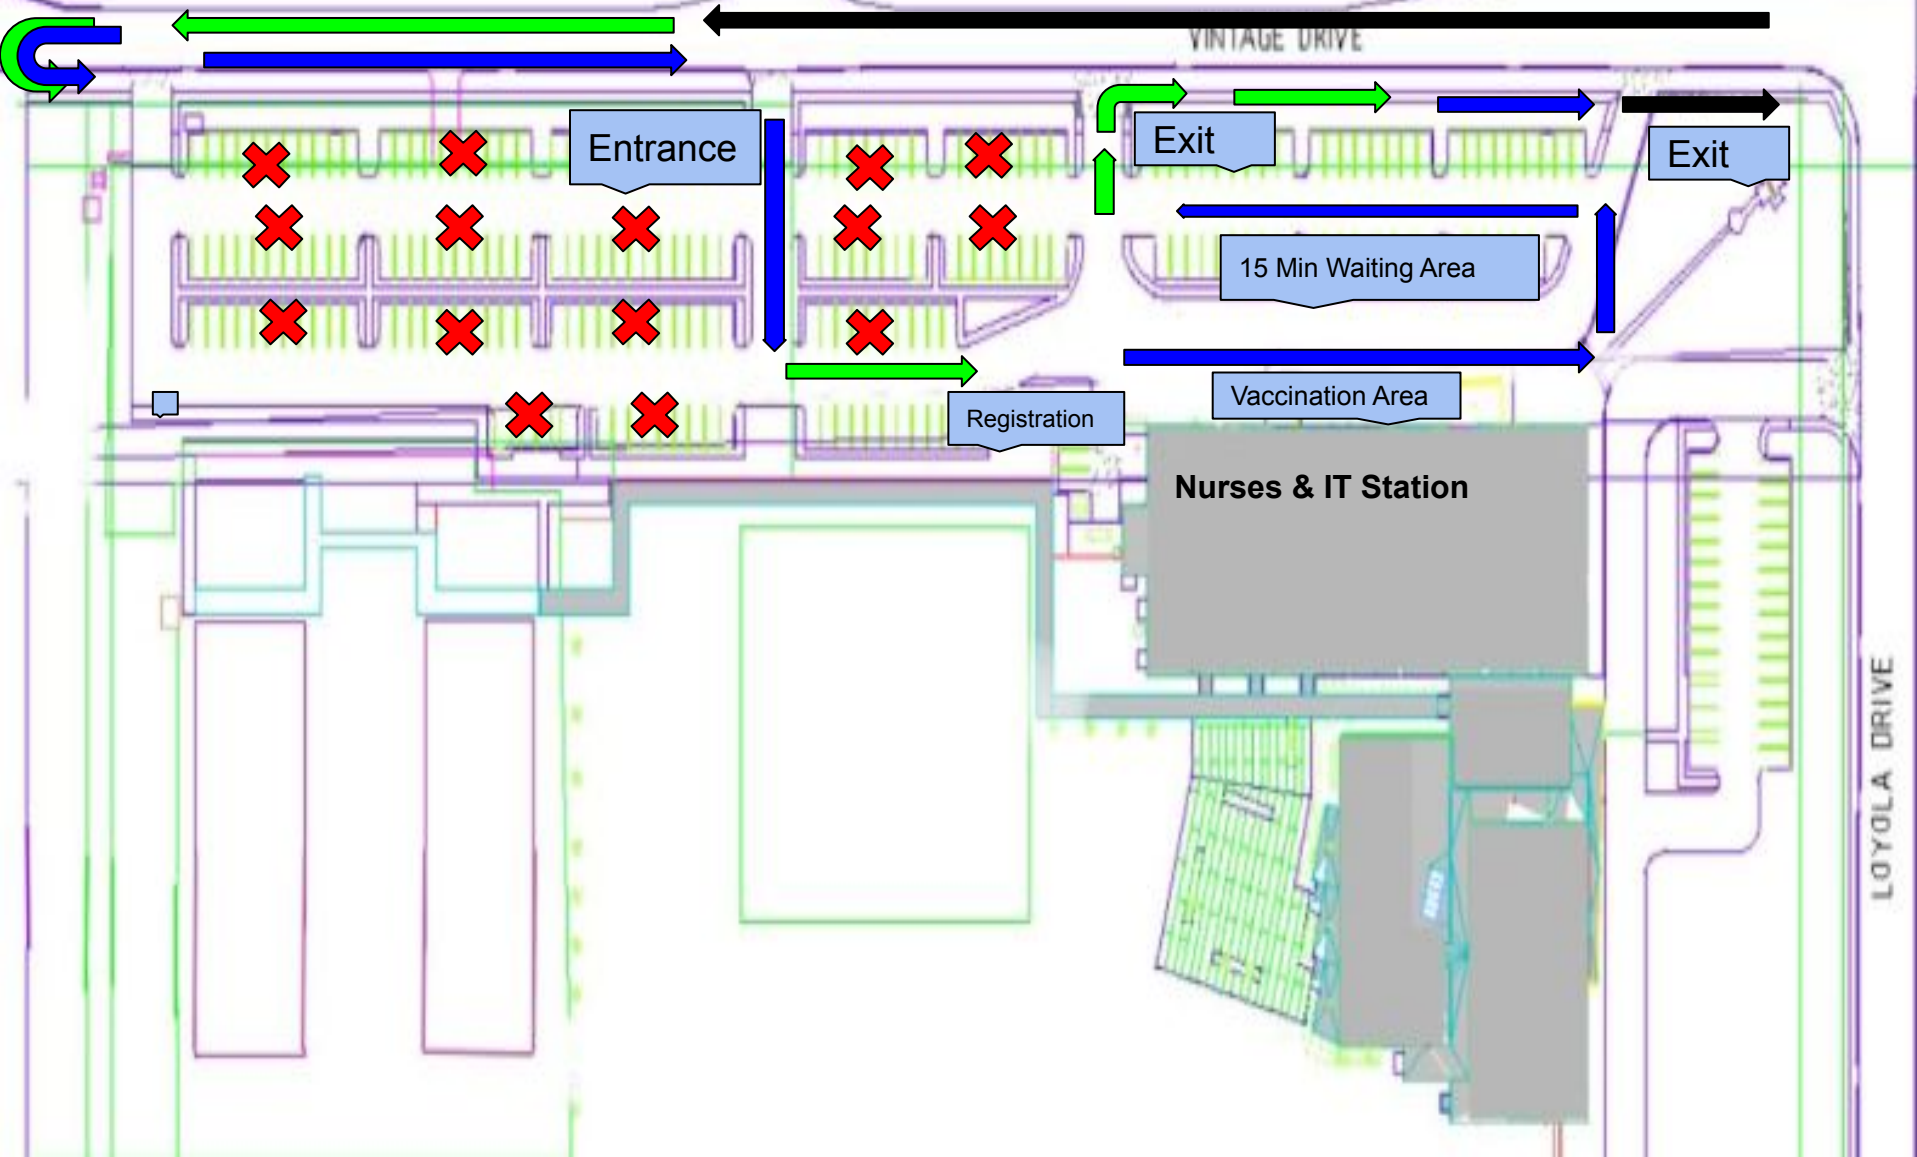 VINTAGE DRIVE
Entrance
Exit
Exit
15 Min Waiting Area
Vaccination Area
Registration
Nurses & IT Station
LOYOLA DRIVE